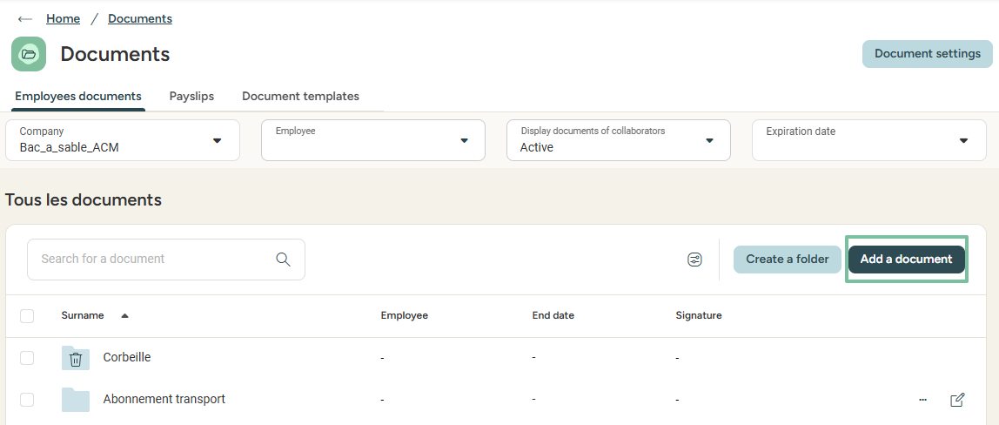 Home / Documents
Documents
Document settings
Employees documents Payslips Document templates
Company Employee Display documents of collaborators Expiration date
Bac_a_sable_ACM Active
Tous les documents
Search for a document Create a folder Add a document
Surname Employee End date Signature
Corbeille - - -
Abonnement transport - - -